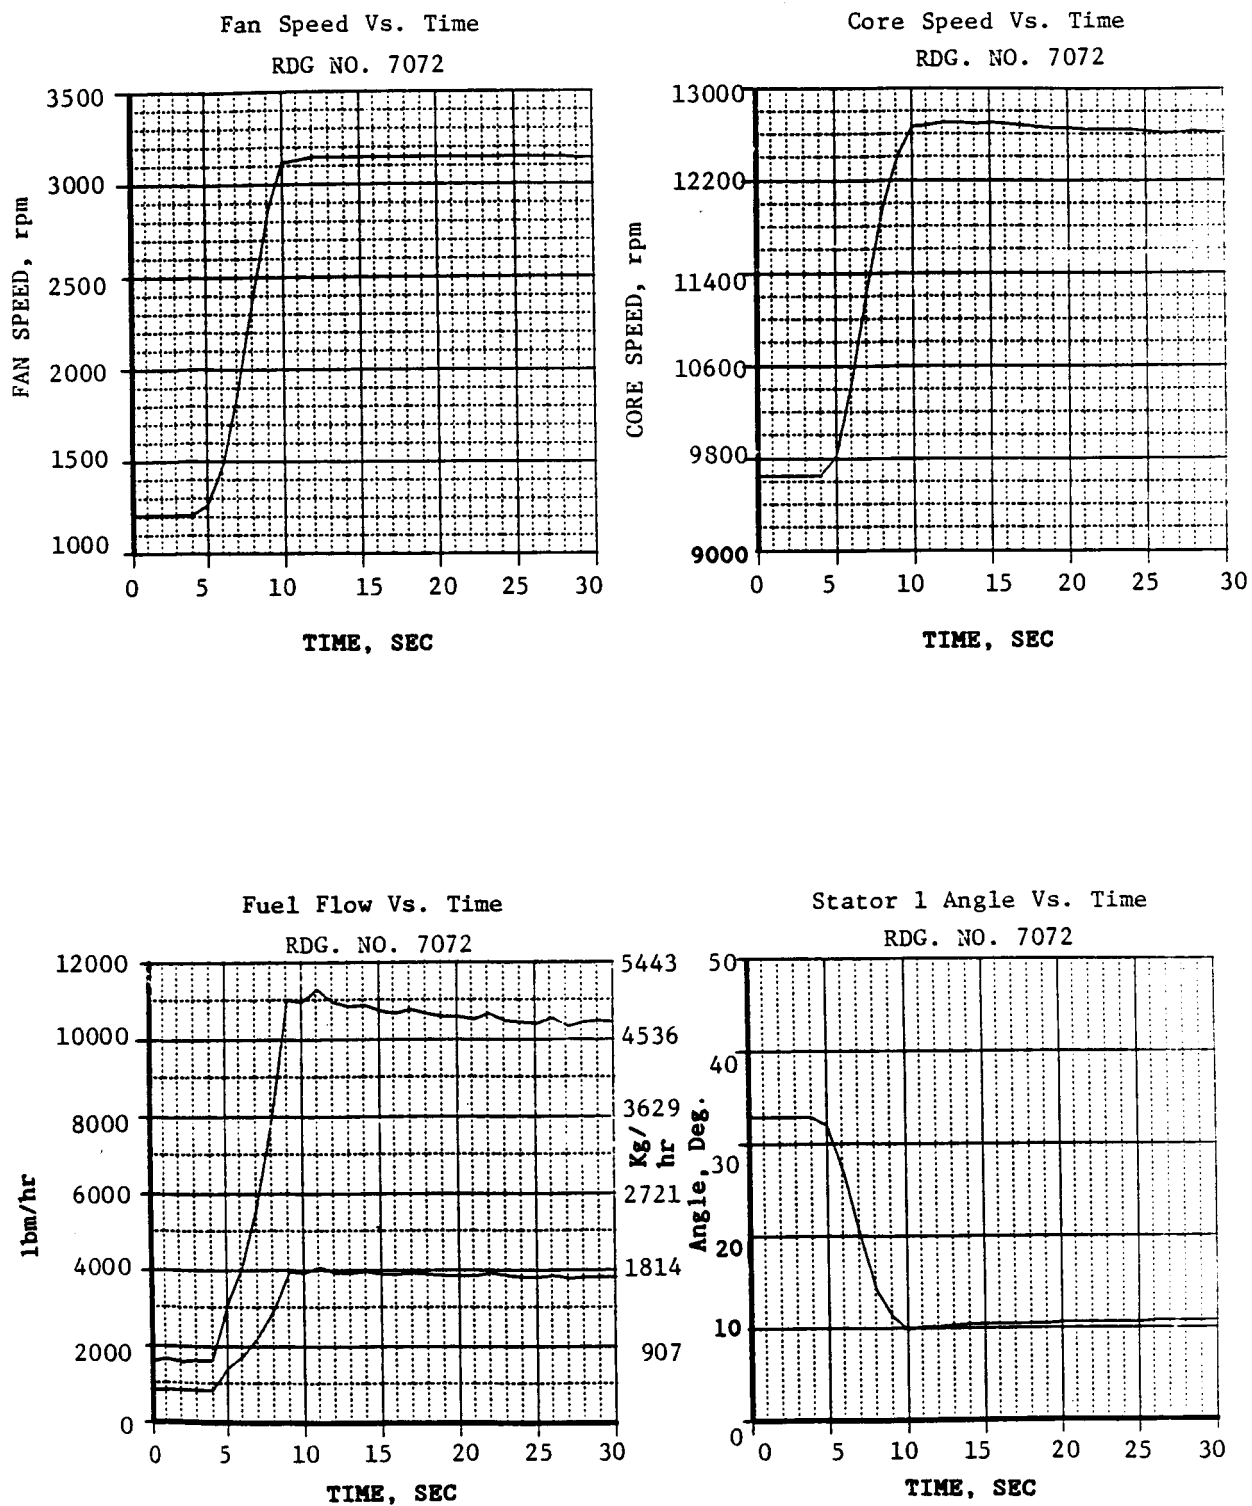 Fan Speed Vs. Time
RDG NO. 7072
3500
3000
2500
2000
1500
1000
FAN SPEED, rpm
0 5 10 15 20 25 30
TIME, SEC
Core Speed Vs. Time
RDG. NO. 7072
13000
12200
11400
10600
9800
9000
CORE SPEED, rpm
0 5 10 15 20 25 30
TIME, SEC
Fuel Flow Vs. Time
RDG. NO. 7072
12000
10000
8000
6000
4000
2000
0
lbm/hr
5443
4536
3629
2721
1814
907
Kg/
hr
0 5 10 15 20 25 30
TIME, SEC
Stator 1 Angle Vs. Time
RDG. NO. 7072
50
40
30
20
10
0
Angle, Deg.
0 5 10 15 20 25 30
TIME, SEC